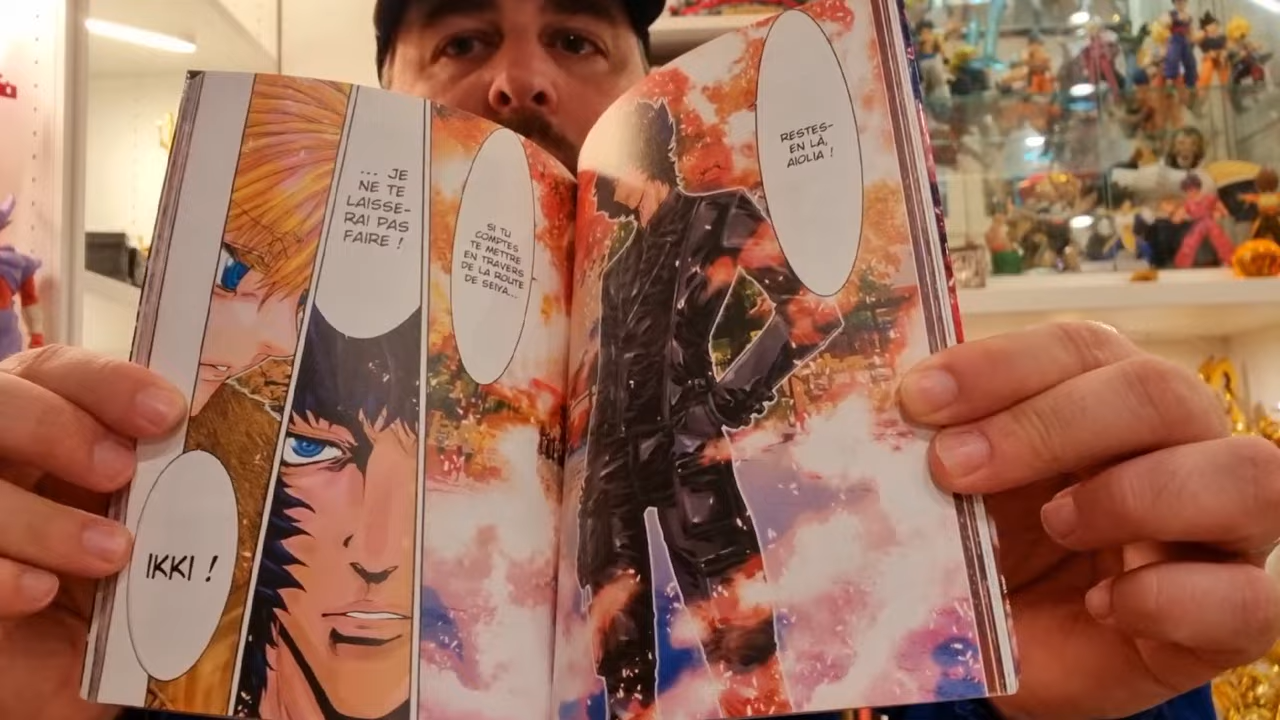 RESTES-
EN LÀ,
AIOLIA !
SI TU
COMPTES
TE METTRE
EN TRAVERS
DE LA ROUTE
DE SEIYA...
... JE
NE TE
LAISSE-
RAI PAS
FAIRE !
IKKI !